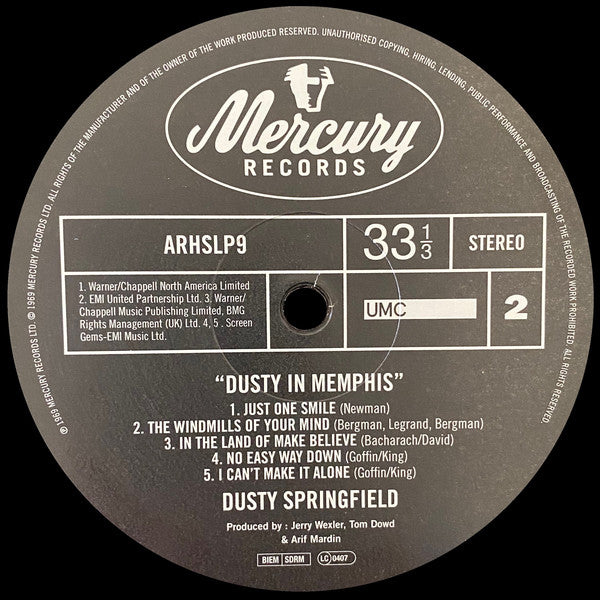 ℗ 1969 MERCURY RECORDS LTD. © 1969 MERCURY RECORDS LTD. ALL RIGHTS OF THE MANUFACTURER AND OF THE OWNER OF THE WORK PRODUCED RESERVED. UNAUTHORISED COPYING, HIRING, LENDING, PUBLIC PERFORMANCE AND BROADCASTING OF THE RECORDED WORK PROHIBITED. ALL RIGHTS RESERVED.
Mercury
RECORDS
ARHSLP9
33 1/3
STEREO
1. Warner/Chappell North America Limited
2. EMI United Partnership Ltd. 3. Warner/
Chappell Music Publishing Limited, BMG
Rights Management (UK) Ltd. 4, 5 . Screen
Gems-EMI Music Ltd.
UMC
2
“DUSTY IN MEMPHIS”
1. JUST ONE SMILE (Newman)
2. THE WINDMILLS OF YOUR MIND (Bergman, Legrand, Bergman)
3. IN THE LAND OF MAKE BELIEVE (Bacharach/David)
4. NO EASY WAY DOWN (Goffin/King)
5. I CAN'T MAKE IT ALONE (Goffin/King)
DUSTY SPRINGFIELD
Produced by : Jerry Wexler, Tom Dowd
& Arif Mardin
BIEM SDRM LC 0407